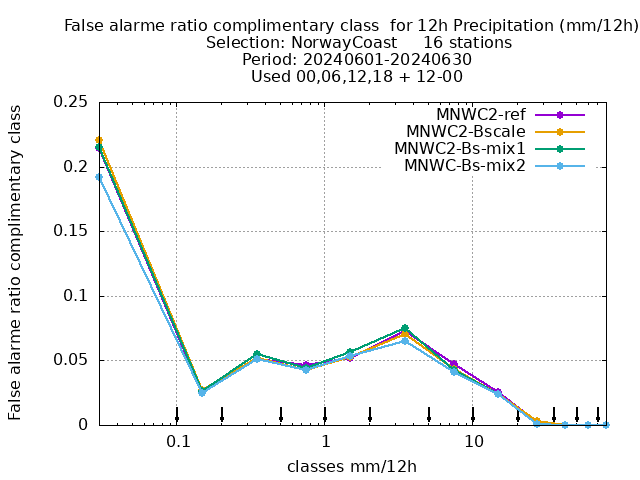 False alarme ratio complimentary class  for 12h Precipitation (mm/12h)
Selection: NorwayCoast     16 stations
Period: 20240601-20240630
Used 00,06,12,18 + 12-00
False alarme ratio complimentary class
0.25
0.2
0.15
0.1
0.05
0
MNWC2-ref
MNWC2-Bscale
MNWC2-Bs-mix1
MNWC-Bs-mix2
0.1
1
10
classes mm/12h